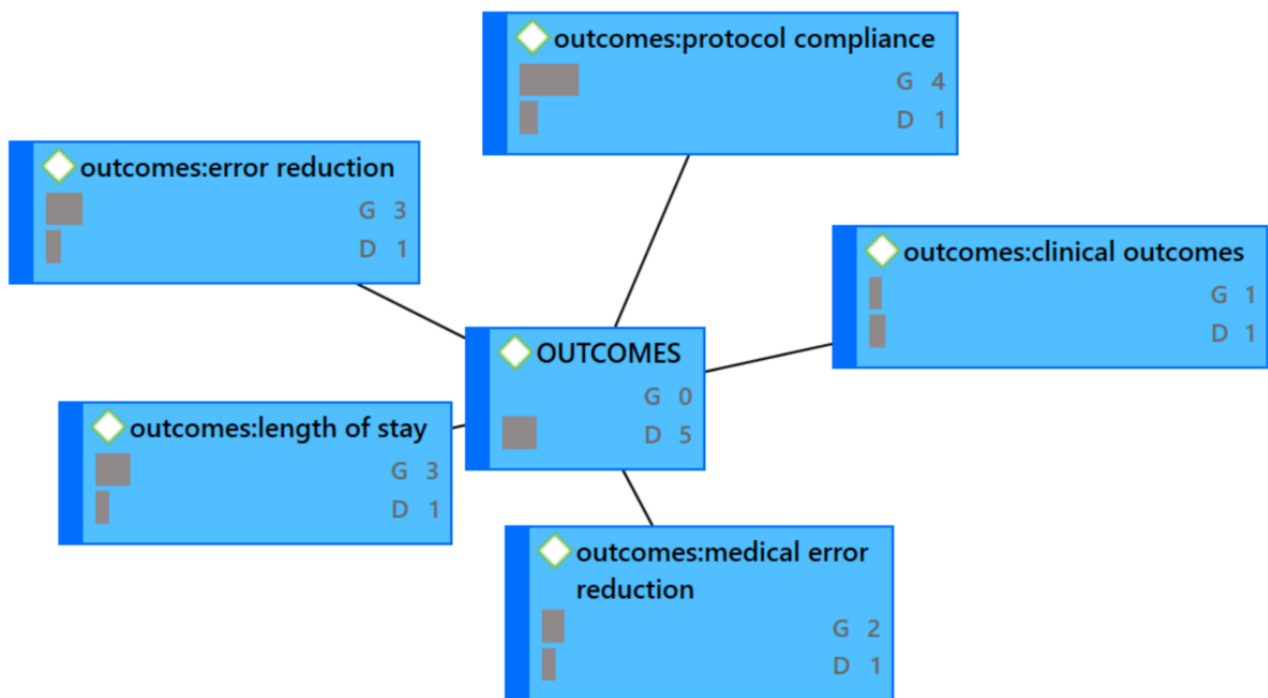 outcomes:protocol compliance
G 4
D 1
outcomes:error reduction
G 3
D 1
outcomes:clinical outcomes
G 1
D 1
OUTCOMES
G 0
D 5
outcomes:length of stay
G 3
D 1
outcomes:medical error
reduction
G 2
D 1